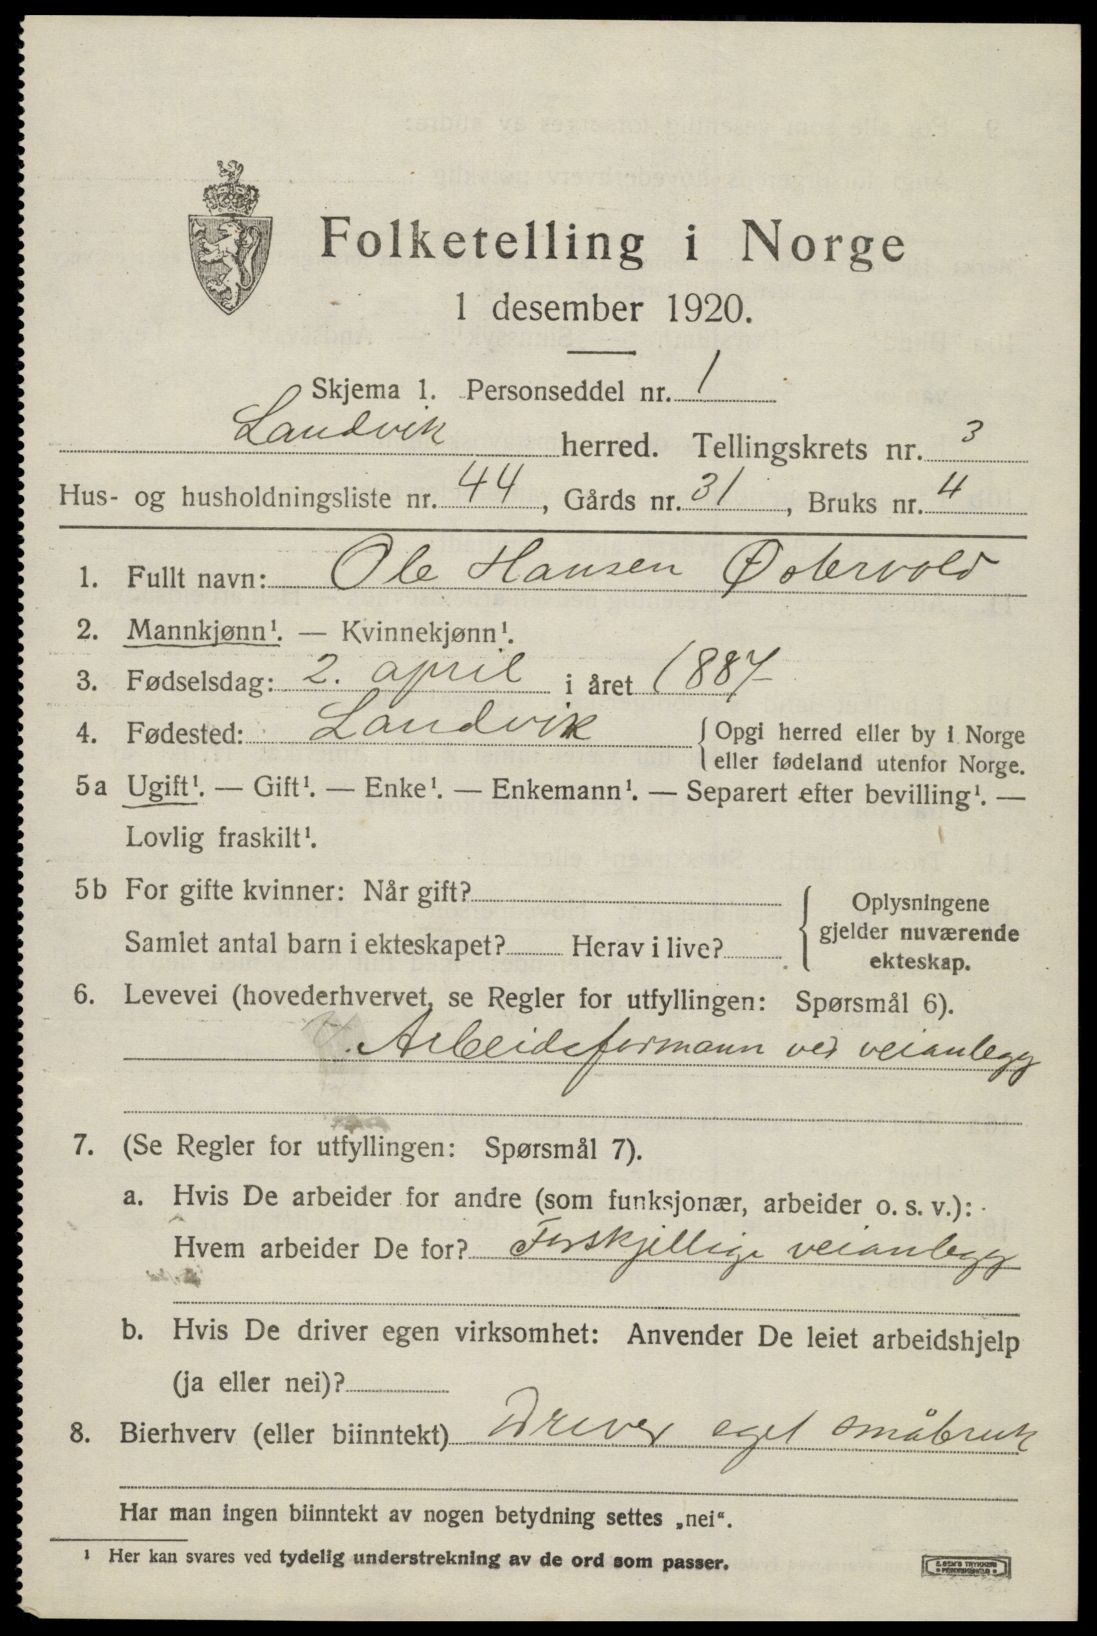 Folketelling i Norge
1 desember 1920.
Skjema 1. Personseddel nr. 1
Landvik herred. Tellingskrets nr. 3
Hus- og husholdningsliste nr. 44, Gårds nr. 31, Bruks nr. 4
1. Fullt navn: Ole Hansen Østervold
2. Mannkjønn¹. — Kvinnekjønn¹.
3. Fødselsdag: 2. april i året 1887
4. Fødested: Landvik Opgi herred eller by i Norge
eller fødeland utenfor Norge.
5a Ugift¹. — Gift¹. — Enke¹. — Enkemann¹. — Separert efter bevilling¹. —
Lovlig fraskilt¹.
5b For gifte kvinner: Når gift?
Samlet antal barn i ekteskapet? Herav i live?
Oplysningene
gjelder nuværende
ekteskap.
6. Levevei (hovederhvervet, se Regler for utfyllingen: Spørsmål 6).
Arbeidsformann ved veianlegg
7. (Se Regler for utfyllingen: Spørsmål 7).
a. Hvis De arbeider for andre (som funksjonær, arbeider o. s. v.):
Hvem arbeider De for? Forskjellige veianlegg
b. Hvis De driver egen virksomhet: Anvender De leiet arbeidshjelp
(ja eller nei)?
8. Bierhverv (eller biinntekt) Driver eget småbruk
Har man ingen biinntekt av nogen betydning settes „nei“.
¹ Her kan svares ved tydelig understrekning av de ord som passer.